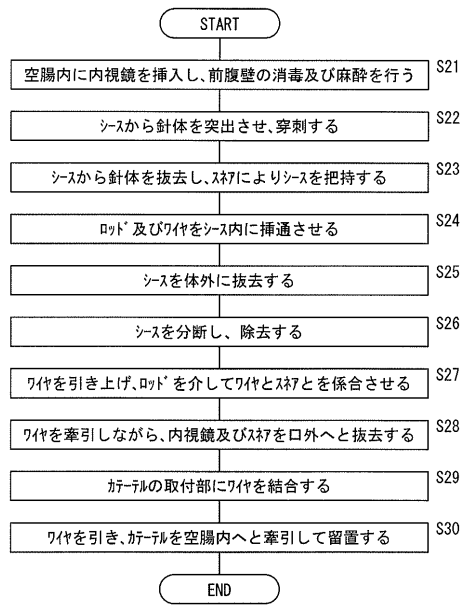 START
空腸内に内視鏡を挿入し、前腹壁の消毒及び麻酔を行う S21
ｼｰｽから針体を突出させ、穿刺する S22
ｼｰｽから針体を抜去し、ｽﾈｱによりｼｰｽを把持する S23
ﾛｯﾄﾞ及びﾜｲﾔをｼｰｽ内に挿通させる S24
ｼｰｽを体外に抜去する S25
ｼｰｽを分断し、除去する S26
ﾜｲﾔを引き上げ、ﾛｯﾄﾞを介してﾜｲﾔとｽﾈｱとを係合させる S27
ﾜｲﾔを牽引しながら、内視鏡及びｽﾈｱを口外へと抜去する S28
ｶﾃｰﾃﾙの取付部にﾜｲﾔを結合する S29
ﾜｲﾔを引き、ｶﾃｰﾃﾙを空腸内へと牽引して留置する S30
END